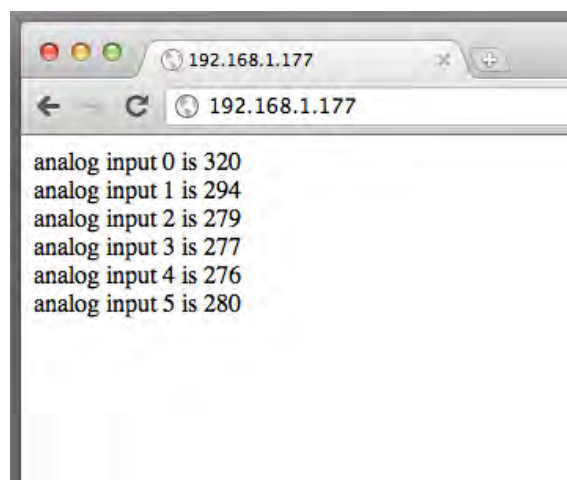 192.168.1.177
192.168.1.177
analog input 0 is 320
analog input 1 is 294
analog input 2 is 279
analog input 3 is 277
analog input 4 is 276
analog input 5 is 280